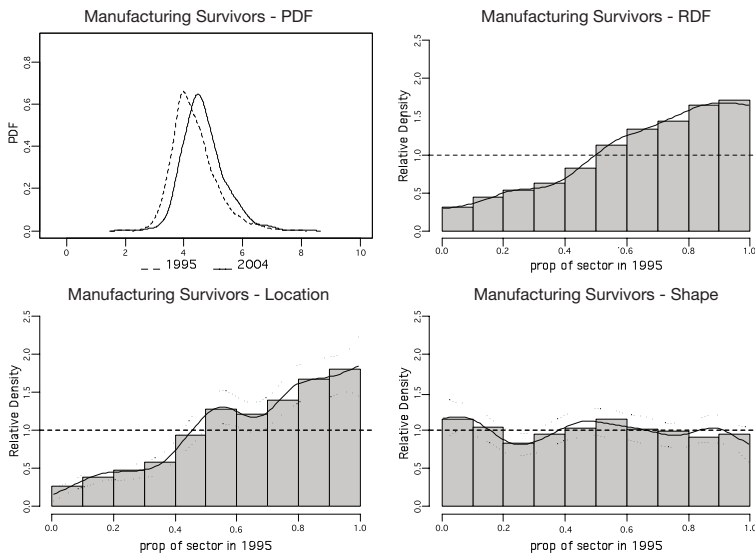 Manufacturing Survivors - PDF
PDF
0.0 0.2 0.4 0.6 0.8
0 2 4 6 8 10
1995 2004
Manufacturing Survivors - RDF
Relative Density
0.0 0.5 1.0 1.5 2.0 2.5
0.0 0.2 0.4 0.6 0.8 1.0
prop of sector in 1995
Manufacturing Survivors - Location
Relative Density
0.0 0.5 1.0 1.5 2.0 2.5
0.0 0.2 0.4 0.6 0.8 1.0
prop of sector in 1995
Manufacturing Survivors - Shape
Relative Density
0.0 0.5 1.0 1.5 2.0 2.5
0.0 0.2 0.4 0.6 0.8 1.0
prop of sector in 1995